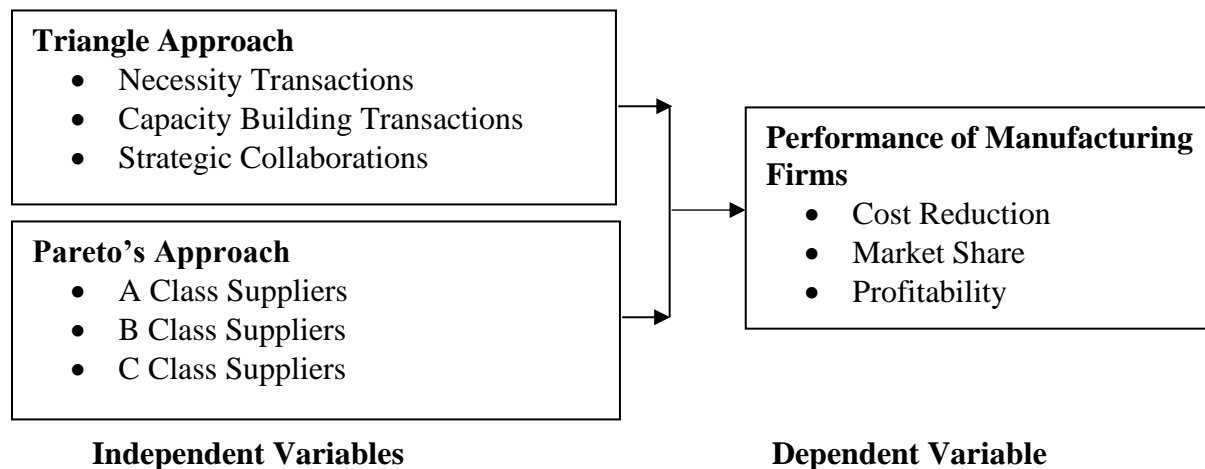 Triangle Approach
• Necessity Transactions
• Capacity Building Transactions
• Strategic Collaborations
Pareto’s Approach
• A Class Suppliers
• B Class Suppliers
• C Class Suppliers
Performance of Manufacturing
Firms
• Cost Reduction
• Market Share
• Profitability
Independent Variables
Dependent Variable